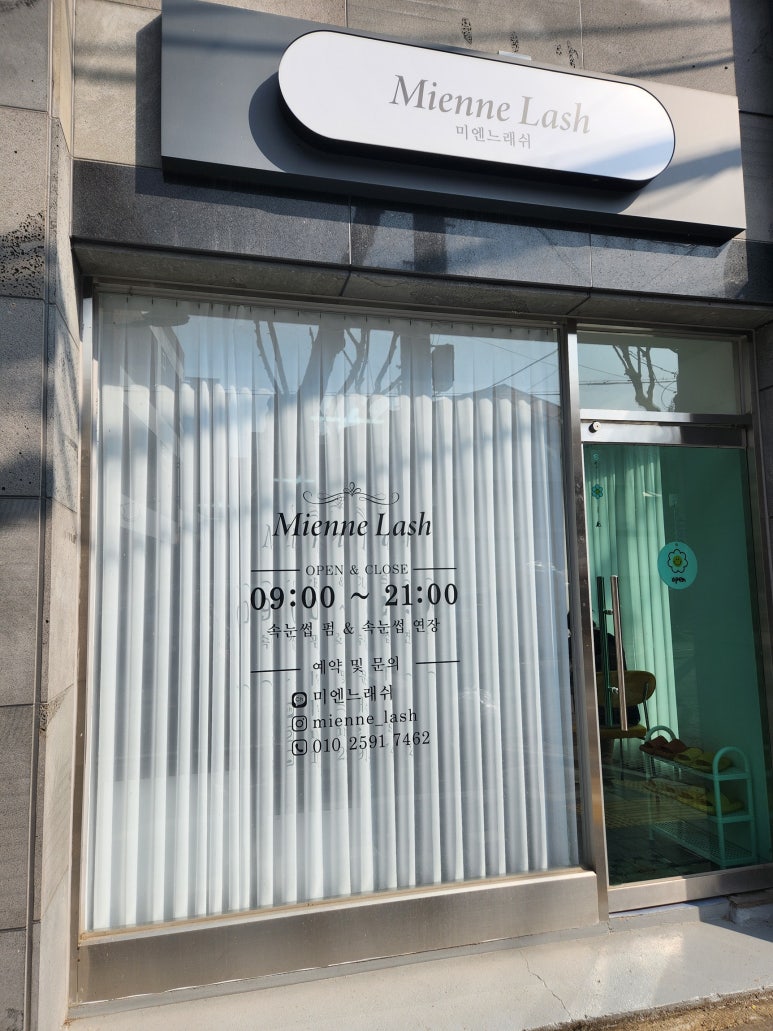 Mienne Lash
미엔느래쉬
Mienne Lash
OPEN & CLOSE
09:00 ~ 21:00
속눈썹 펌 & 속눈썹 연장
예약 및 문의
미엔느래쉬
mienne_lash
010 2591 7462
open